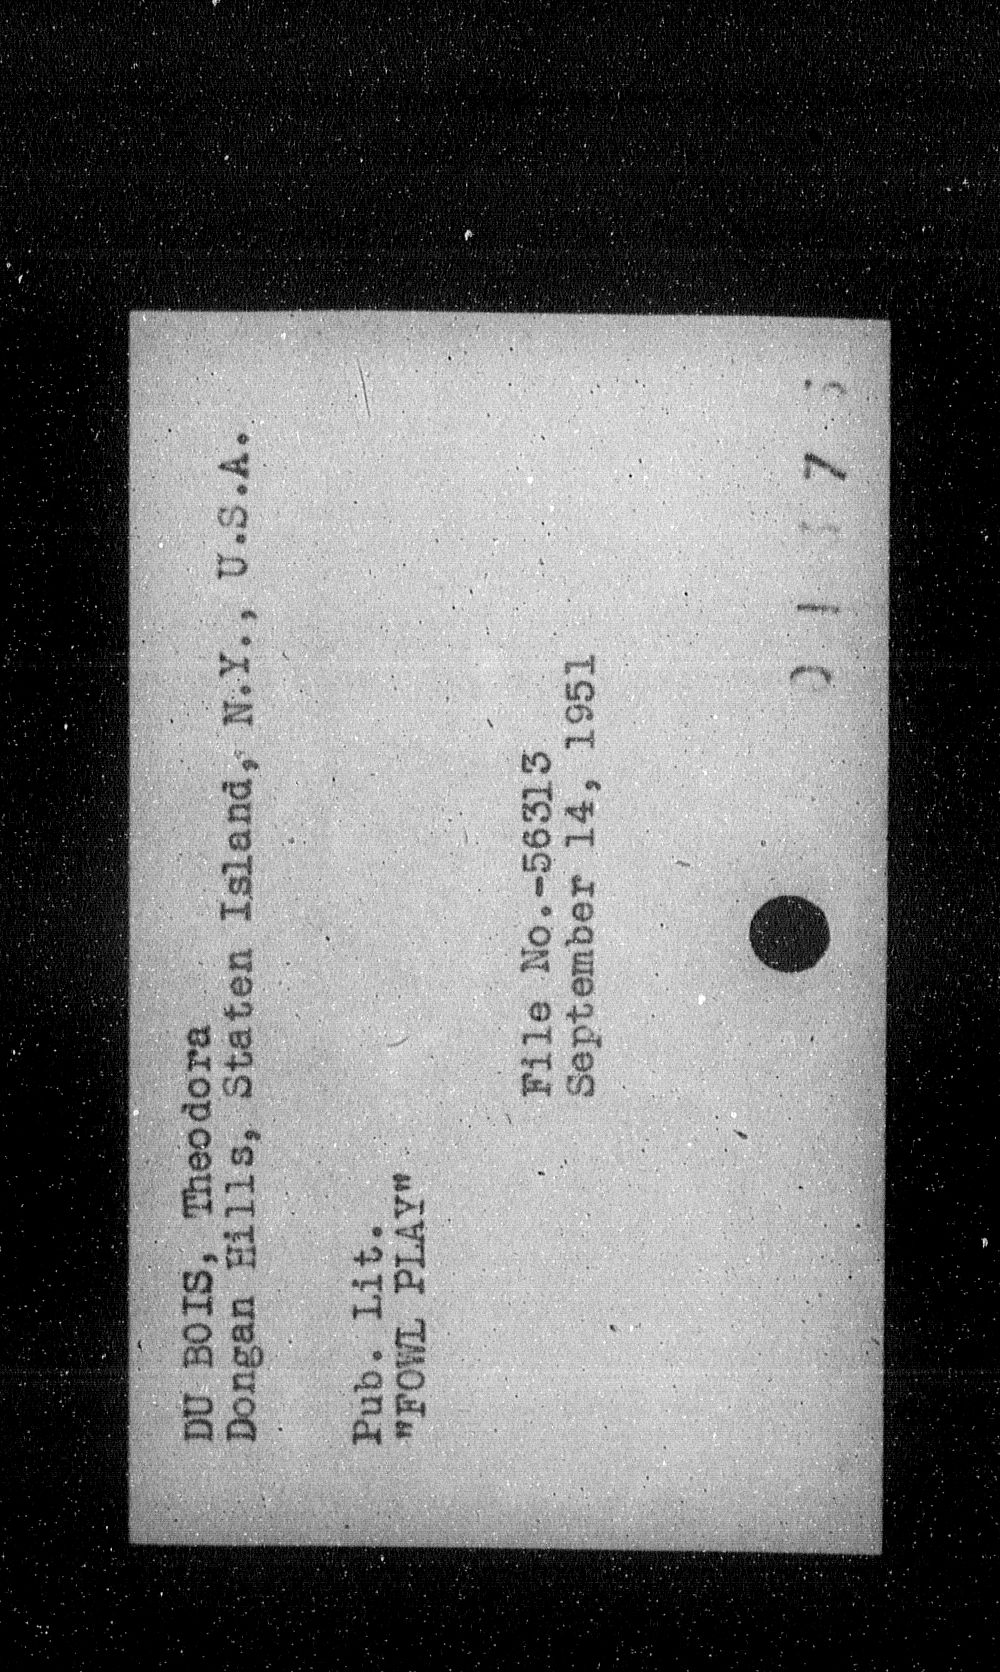 DU BOIS, Theodora
Dongan Hills, Staten Island, N.Y., U.S.A.
Pub. Lit.
"FOWL PLAY"
File No.-56313
September 14, 1951